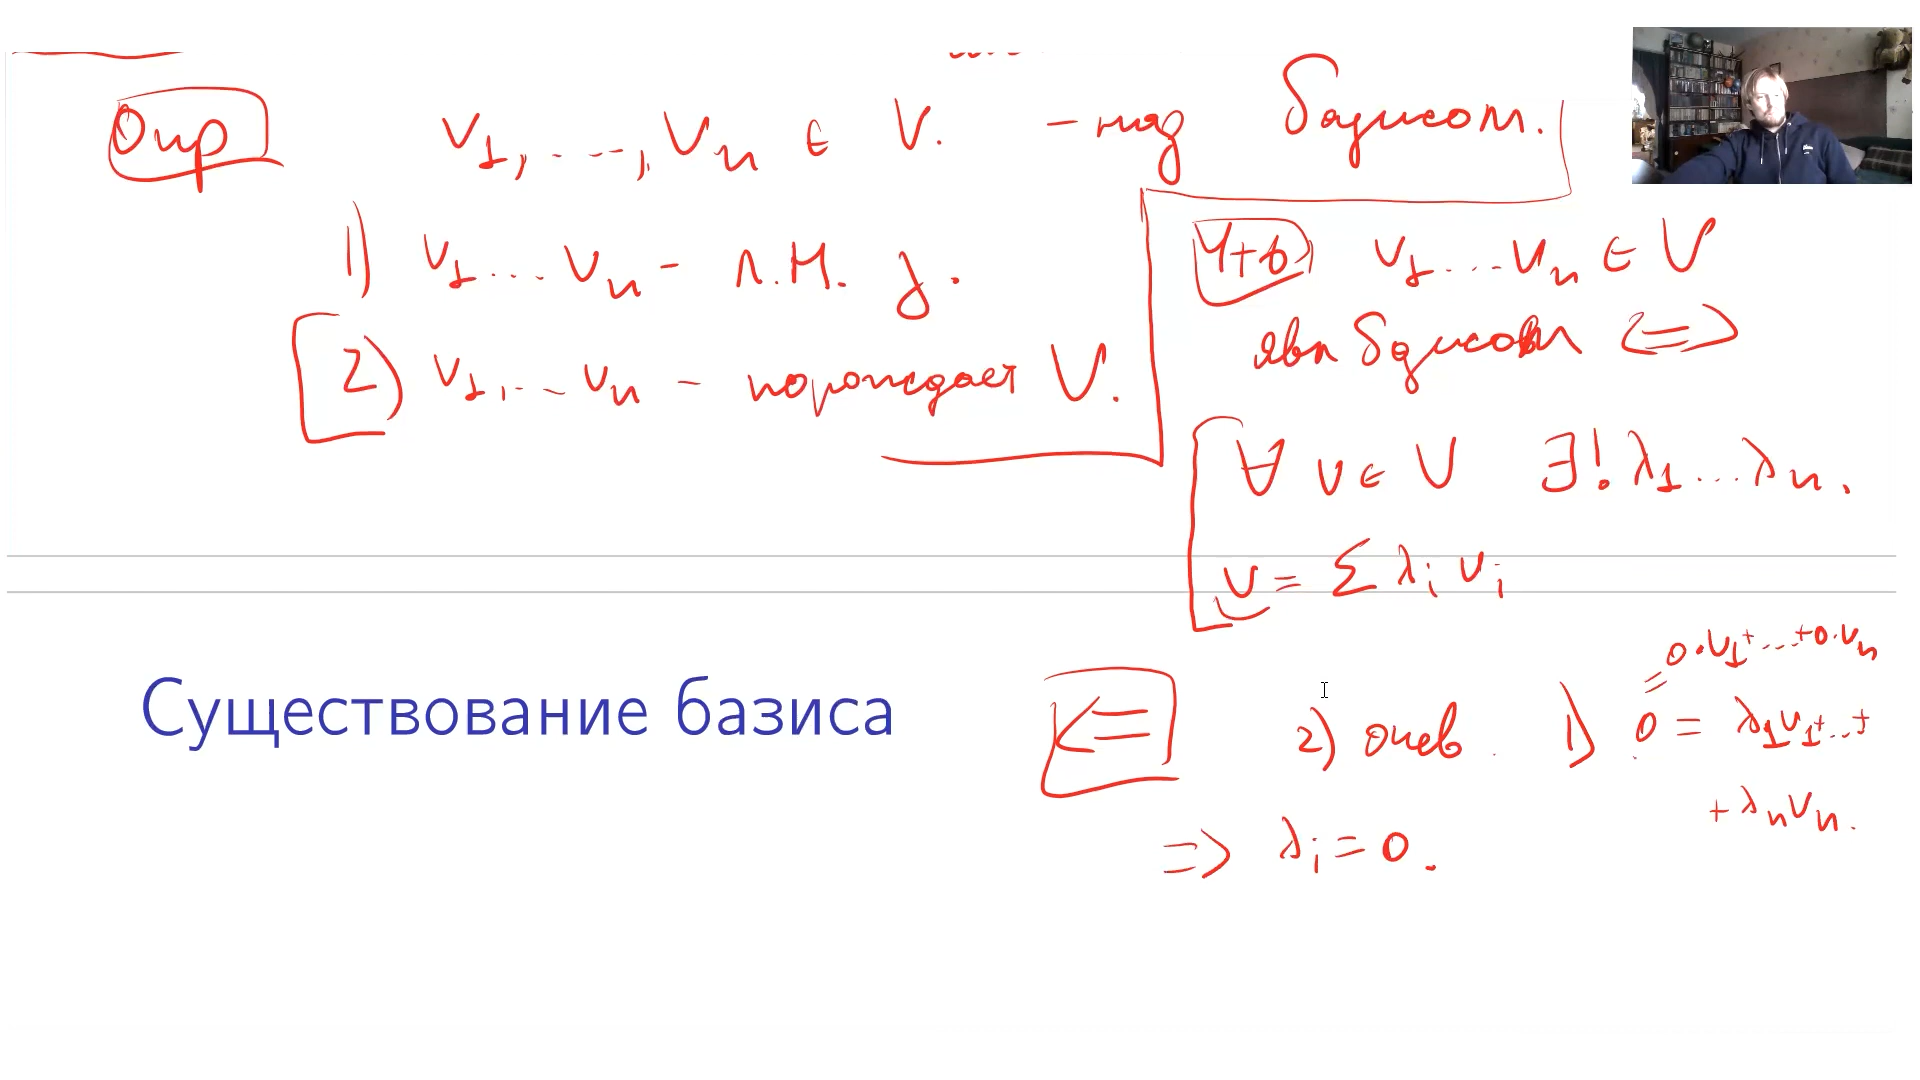 Опр v₁, ..., vₙ ∈ V. – наз базисом.
1) v₁ ... vₙ – л.н.з.
2) v₁, ... vₙ – порождает V.
Утв v₁ ... vₙ ∈ V
явл базисом <=>
∀ v ∈ V ∃! λ₁ ... λₙ.
v = Σ λᵢ vᵢ
Существование базиса
<= 2) очев. 1) 0 = λ₁v₁ + ... +
+ λₙvₙ.
= 0·v₁ + ... + 0·vₙ
=> λᵢ = 0.